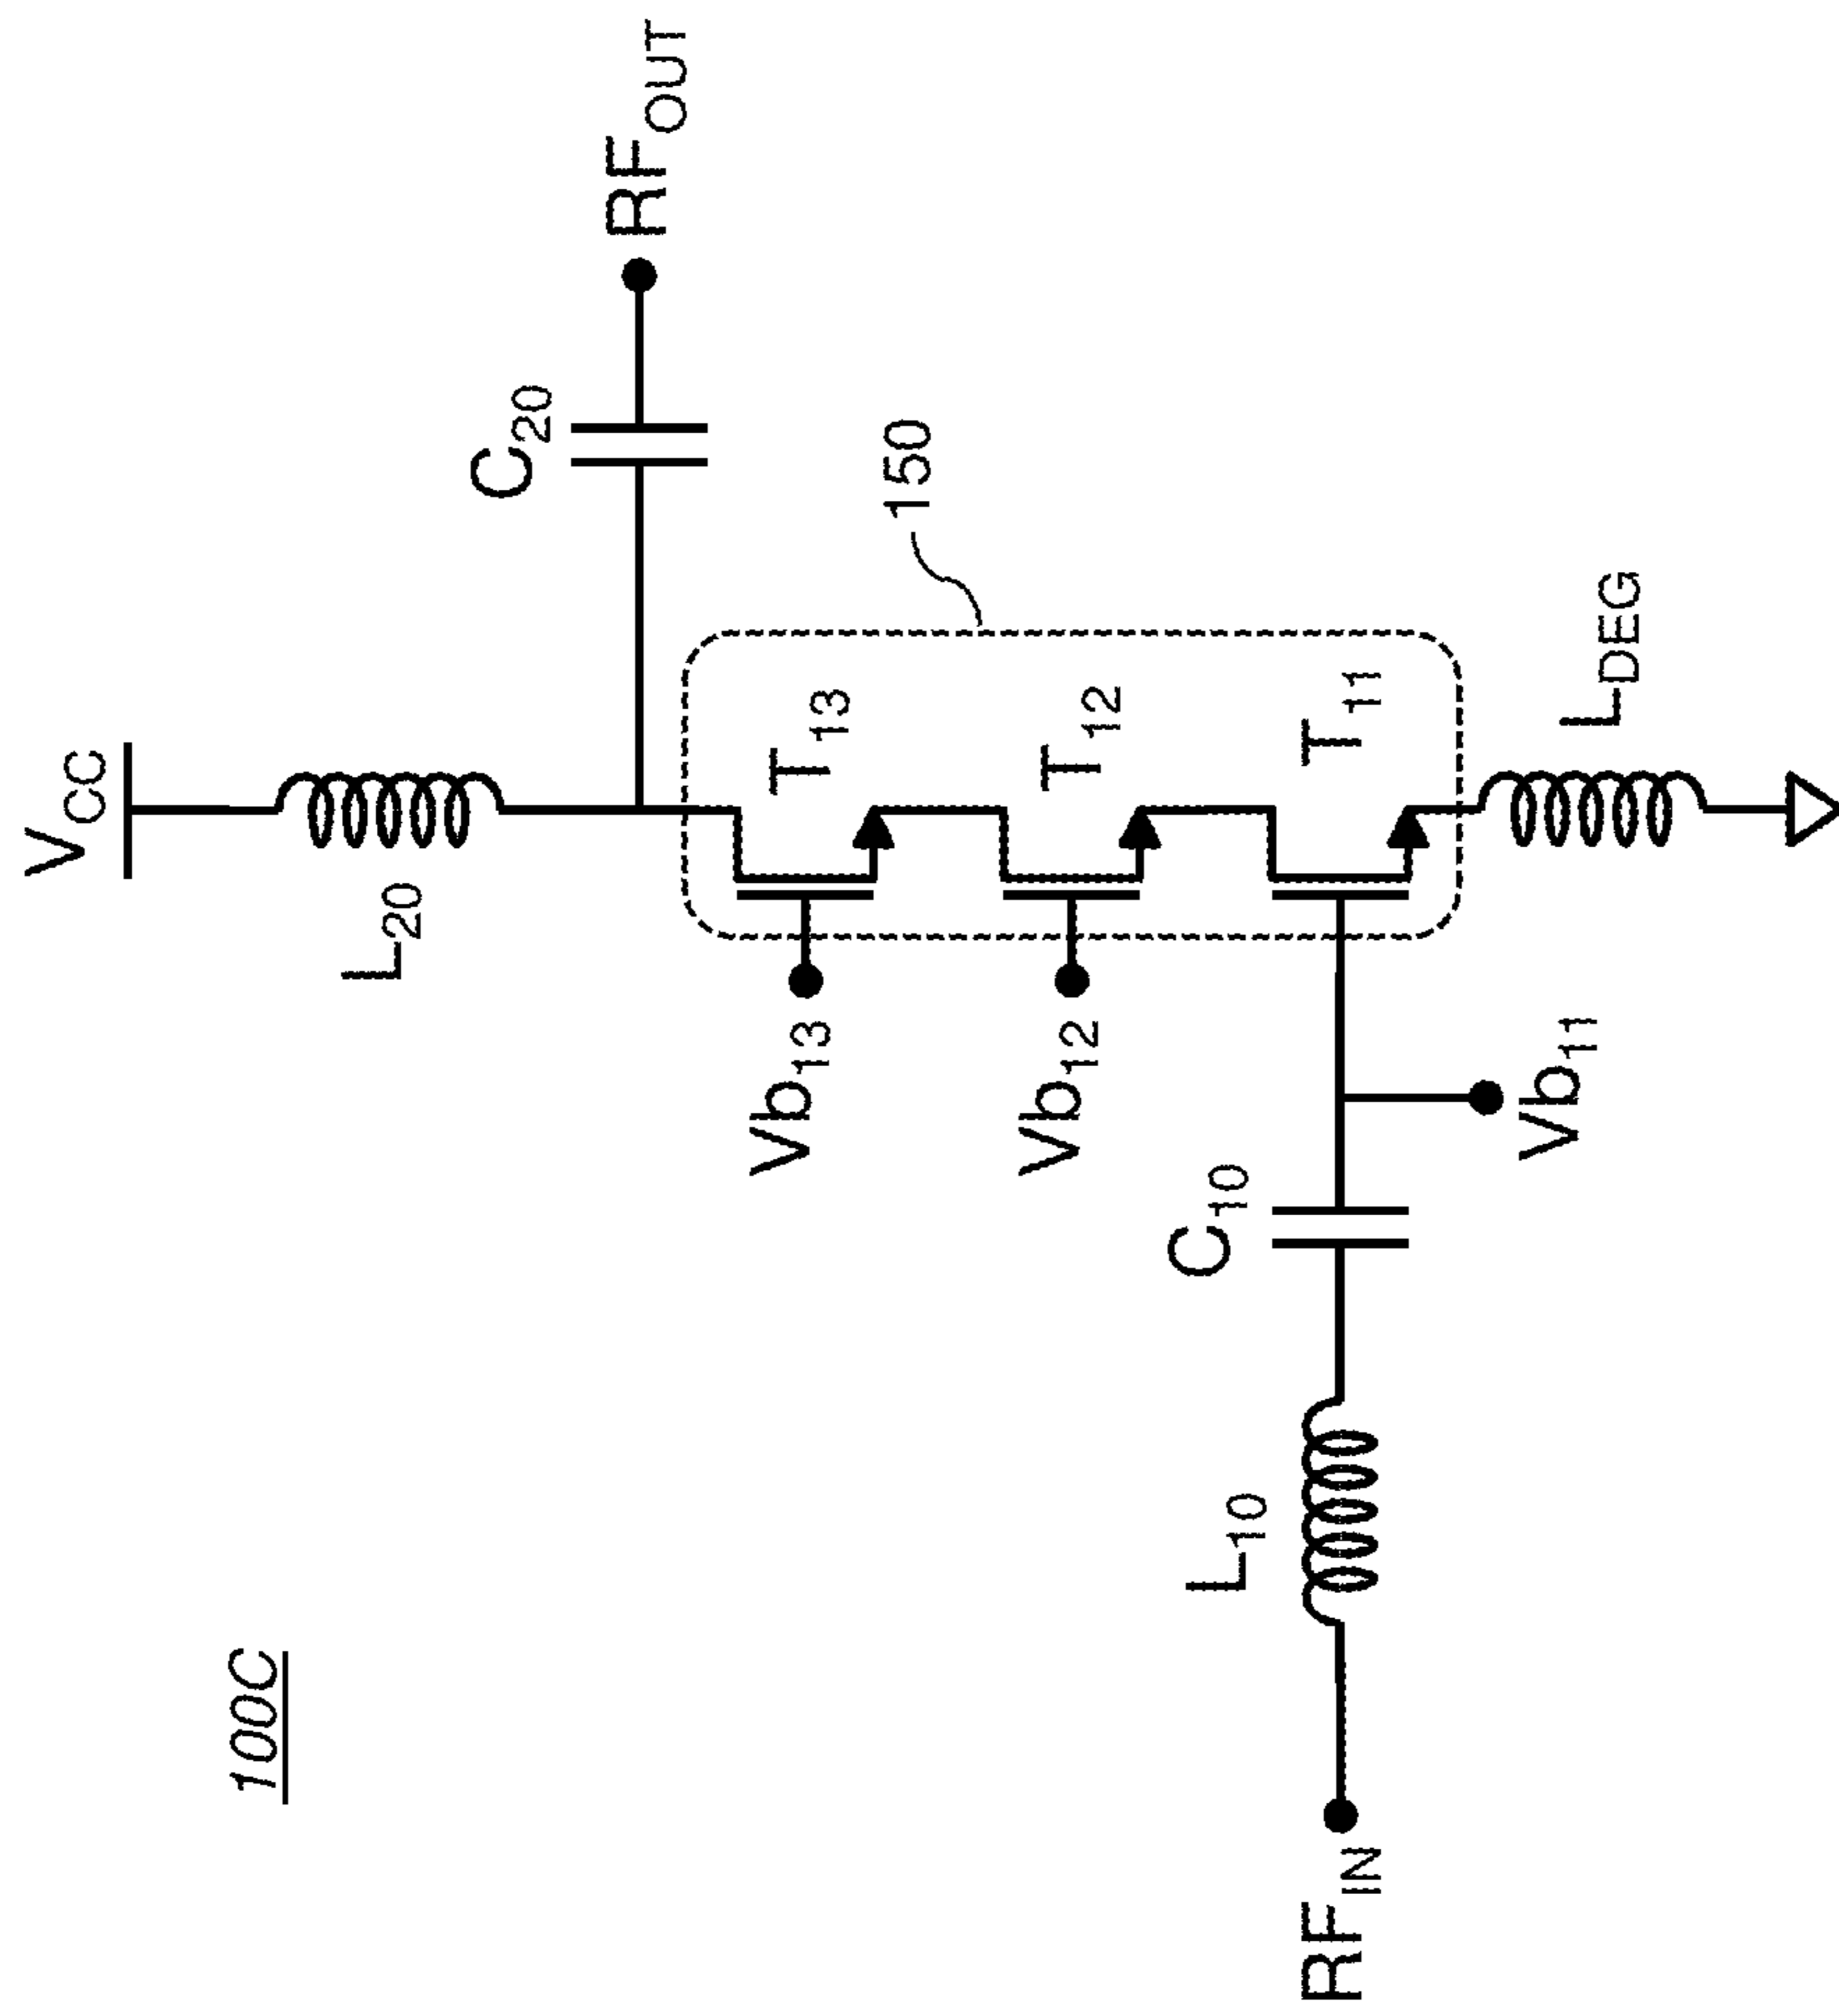 100C
V_CC
L_20
C_20
RF_OUT
150
Vb_13
T_13
Vb_12
T_12
T_11
C_10
L_10
RF_IN
Vb_11
L_DEG